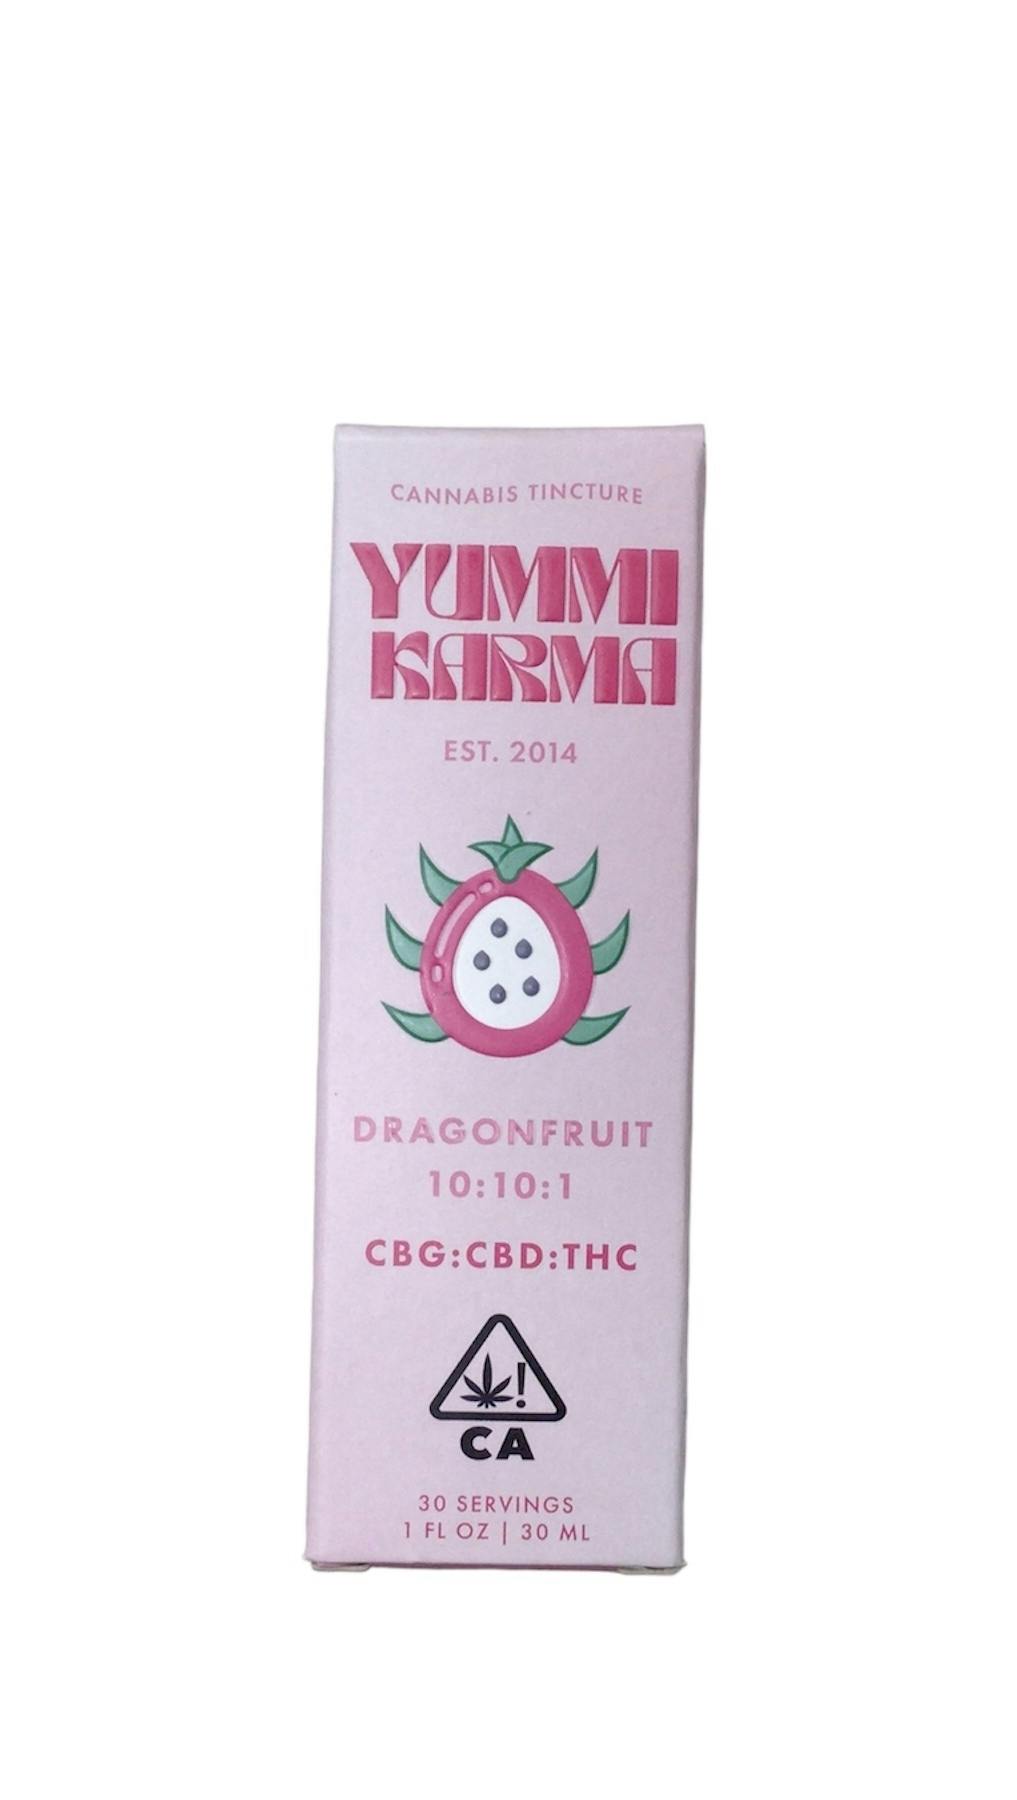 CANNABIS TINCTURE
YUMMI
KARMA
EST. 2014
DRAGONFRUIT
10:10:1
CBG:CBD:THC
!
CA
30 SERVINGS
1 FL OZ | 30 ML